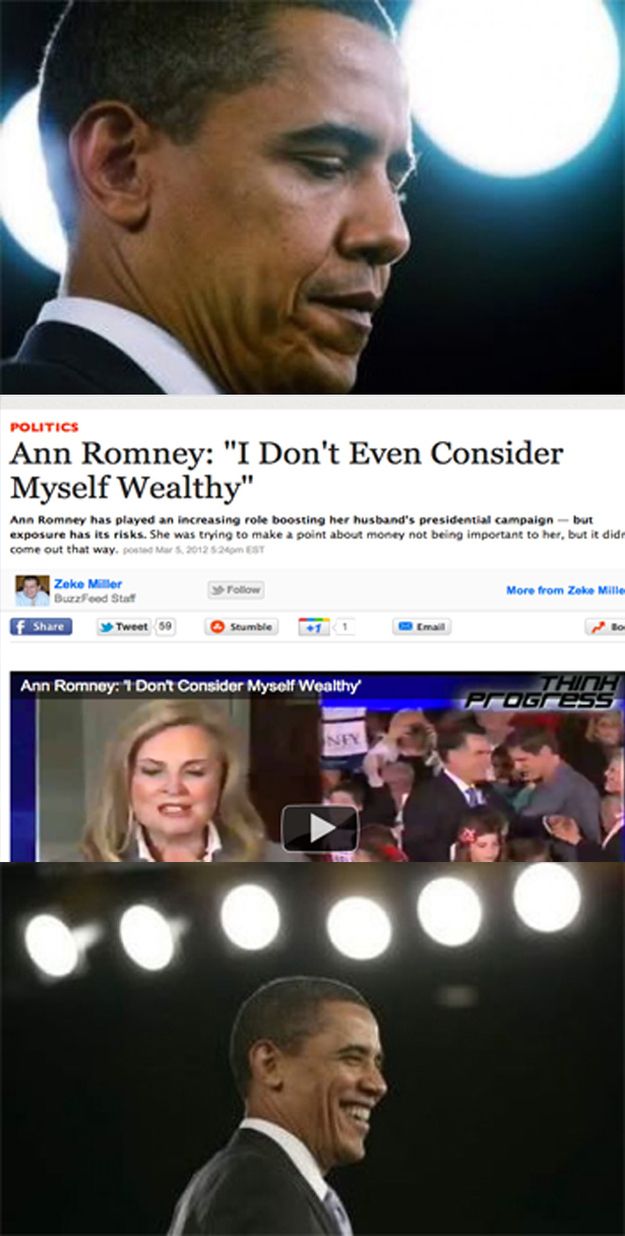 POLITICS
Ann Romney: "I Don't Even Consider
Myself Wealthy"
Ann Romney has played an increasing role boosting her husband's presidential campaign — but
exposure has its risks. She was trying to make a point about money not being important to her, but it didn
come out that way. posted Mar 5, 2012 5:24pm EST
Zeke Miller
BuzzFeed Staff
Follow
More from Zeke Mille
f Share
Tweet 59
Stumble
+1 1
Email
Bo
Ann Romney: 'I Don't Consider Myself Wealthy'
THINK
PROGRESS
NEY